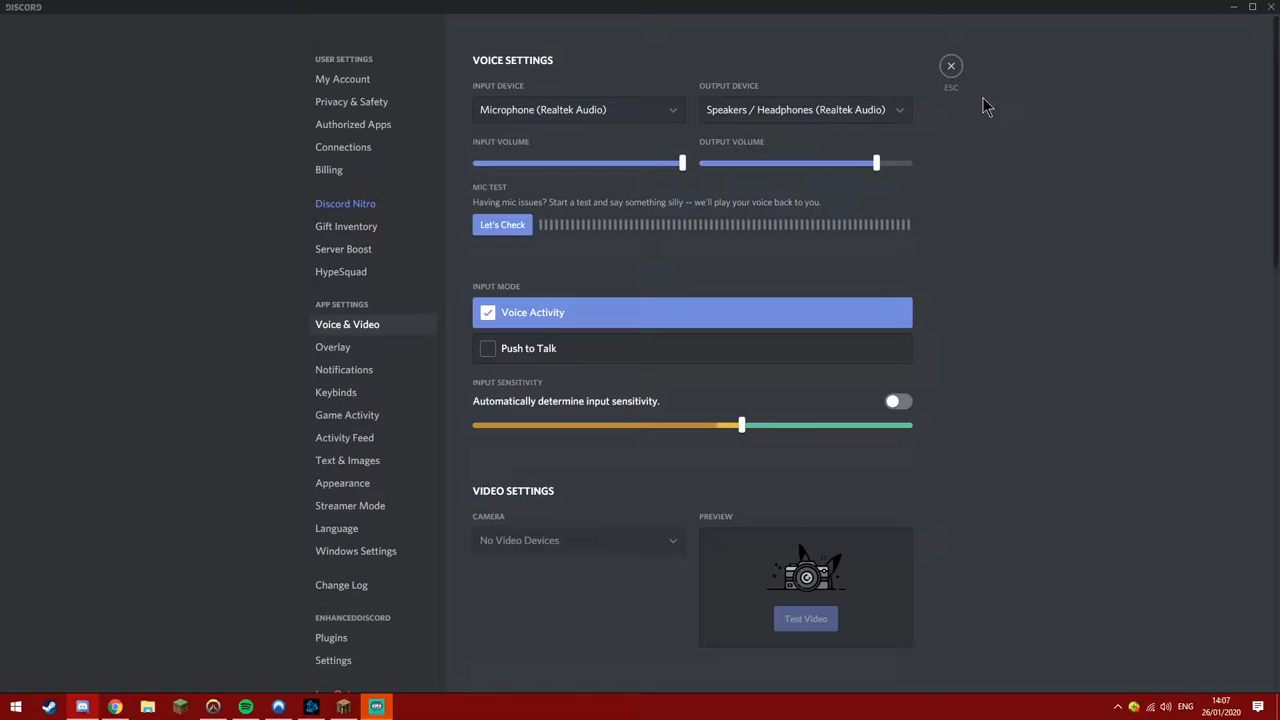 DISCORD
USER SETTINGS
My Account
Privacy & Safety
Authorized Apps
Connections
Billing
Discord Nitro
Gift Inventory
Server Boost
HypeSquad
APP SETTINGS
Voice & Video
Overlay
Notifications
Keybinds
Game Activity
Activity Feed
Text & Images
Appearance
Streamer Mode
Language
Windows Settings
Change Log
ENHANCEDDISCORD
Plugins
Settings
VOICE SETTINGS
ESC
INPUT DEVICE
OUTPUT DEVICE
Microphone (Realtek Audio)
Speakers / Headphones (Realtek Audio)
INPUT VOLUME
OUTPUT VOLUME
MIC TEST
Having mic issues? Start a test and say something silly -- we'll play your voice back to you.
Let's Check
INPUT MODE
Voice Activity
Push to Talk
INPUT SENSITIVITY
Automatically determine input sensitivity.
VIDEO SETTINGS
CAMERA
PREVIEW
No Video Devices
Test Video
ENG
14:07
26/01/2020